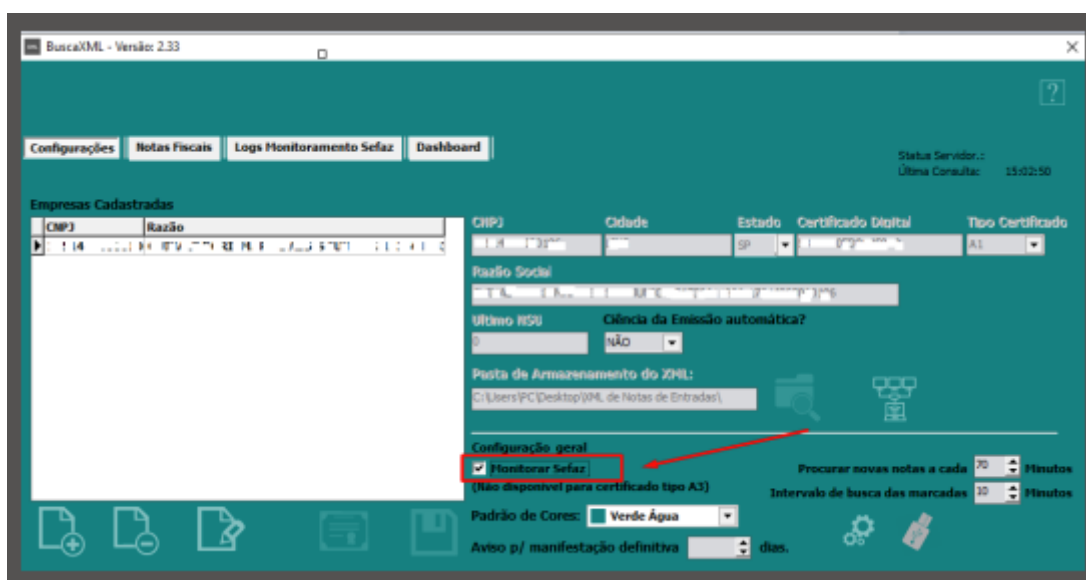 BuscaXML - Versão: 2.33
?
Configurações Notas Fiscais Logs Monitoramento Sefaz Dashboard
Status Servidor.:
Última Consulta: 15:02:50
Empresas Cadastradas
CNPJ Razão
CNPJ Cidade Estado Certificado Digital Tipo Certificado
SP A1
Razão Social
Ultimo NSU Ciência da Emissão automática?
0 NÃO
Pasta de Armazenamento do XML:
C:\Users\PC\Desktop\XML de Notas de Entradas\
Configuração geral
Monitorar Sefaz
Procurar novas notas a cada 70 Minutos
(Não disponível para certificado tipo A3)
Intervalo de busca das marcadas 10 Minutos
Padrão de Cores: Verde Água
Aviso p/ manifestação definitiva dias.